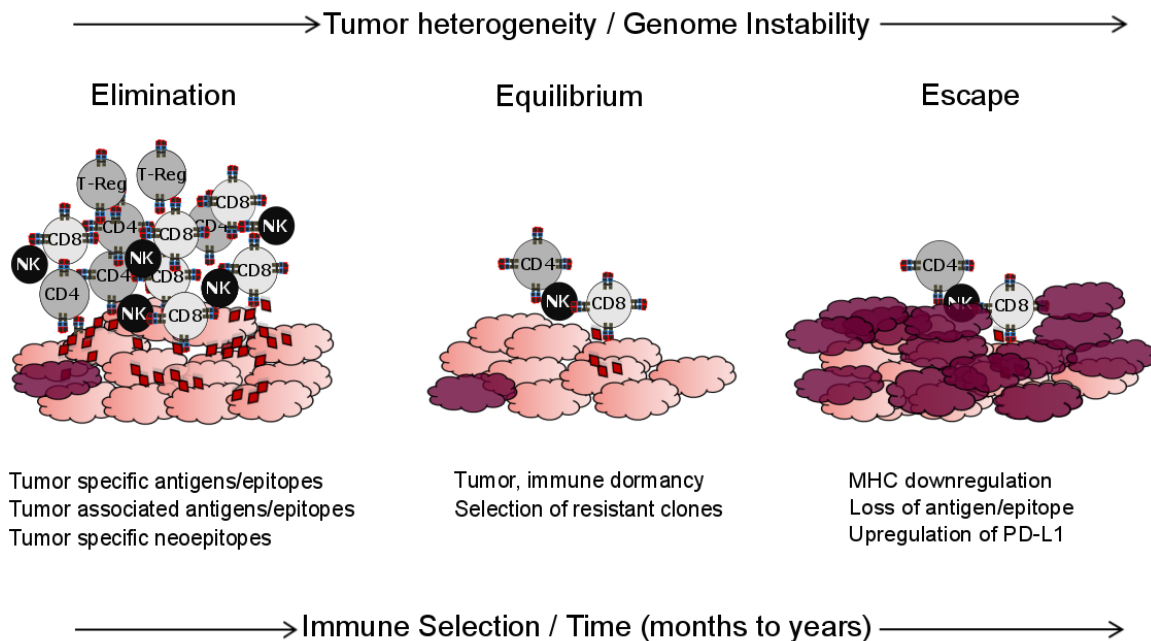 Tumor heterogeneity / Genome Instability
Elimination
Equilibrium
Escape
T-Reg
T-Reg
CD8
CD4
CD8
CD4
NK
CD8
NK
NK
CD4
CD8
CD8
NK
CD4
NK
CD8
CD4
NK
CD8
CD4
NK
CD8
Tumor specific antigens/epitopes
Tumor associated antigens/epitopes
Tumor specific neoepitopes
Tumor, immune dormancy
Selection of resistant clones
MHC downregulation
Loss of antigen/epitope
Upregulation of PD-L1
Immune Selection / Time (months to years)